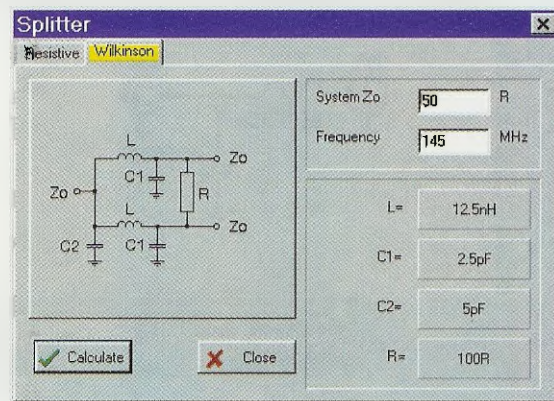 Splitter
Resistive Wilkinson
System Zo 50 R
Frequency 145 MHz
L
Zo
C1
Zo
R
L
Zo
C2
C1
L= 12.5nH
C1= 2.5pF
C2= 5pF
R= 100R
Calculate
Close